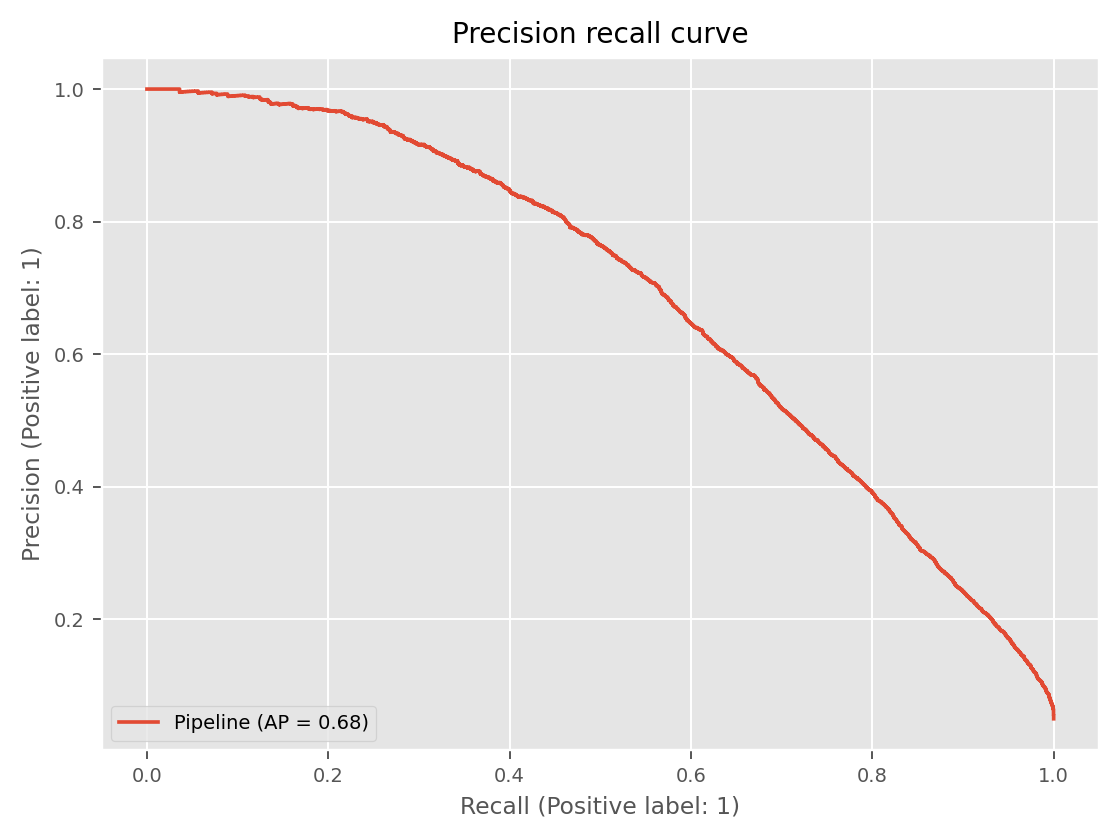 Precision recall curve
1.0
0.8
0.6
0.4
0.2
Precision (Positive label: 1)
Pipeline (AP = 0.68)
0.0 0.2 0.4 0.6 0.8 1.0
Recall (Positive label: 1)